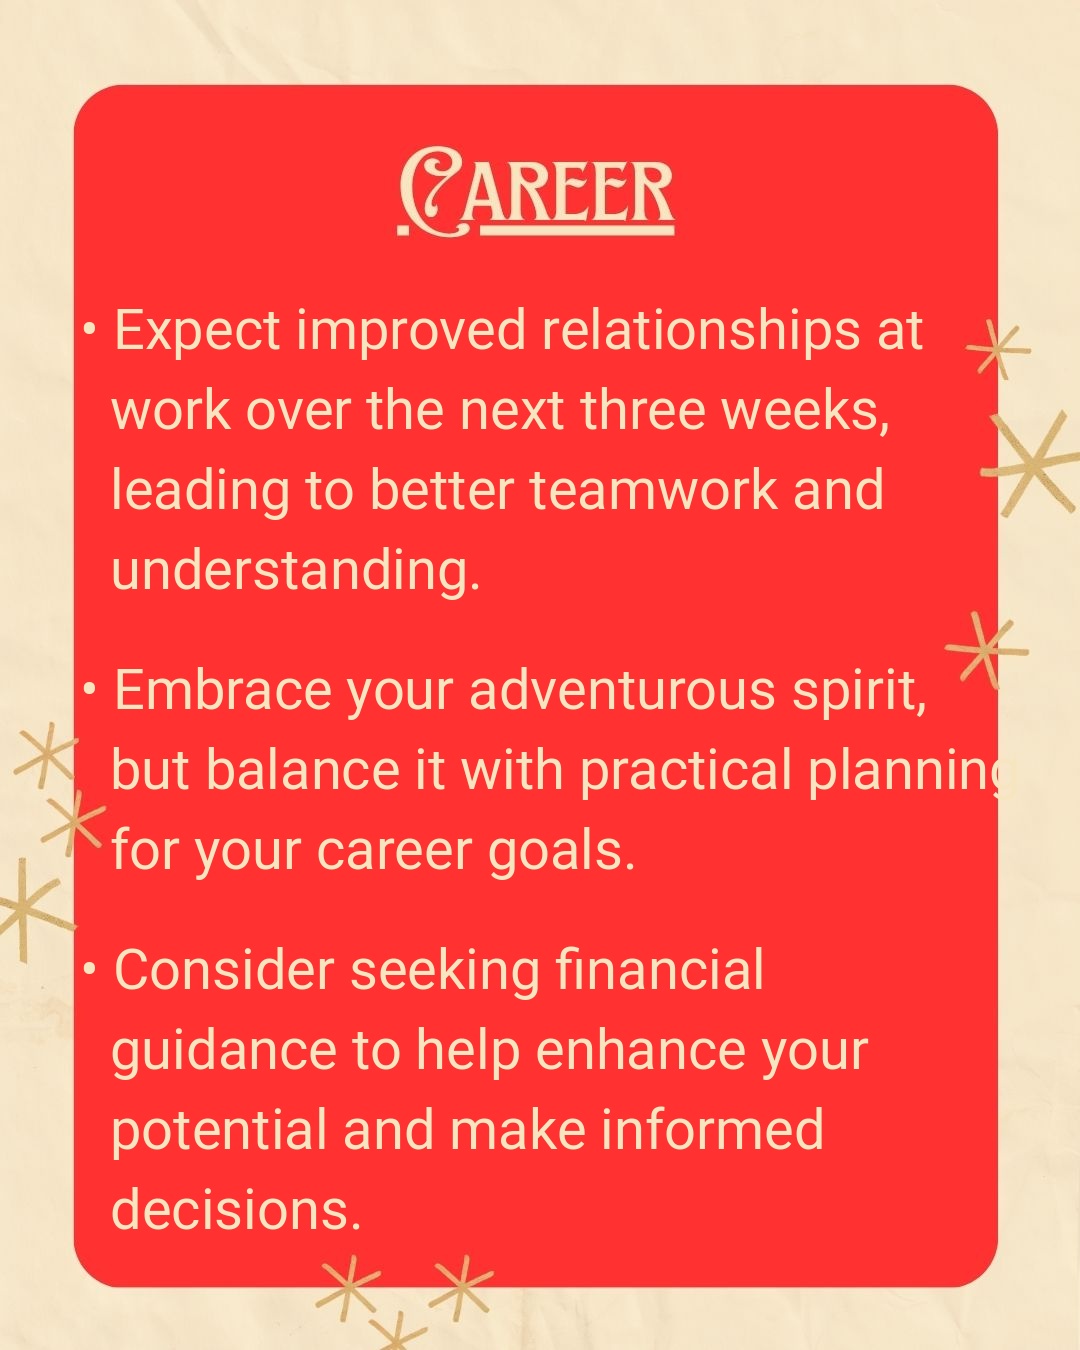 CAREER
• Expect improved relationships at
work over the next three weeks,
leading to better teamwork and
understanding.
• Embrace your adventurous spirit,
but balance it with practical planning
for your career goals.
• Consider seeking financial
guidance to help enhance your
potential and make informed
decisions.